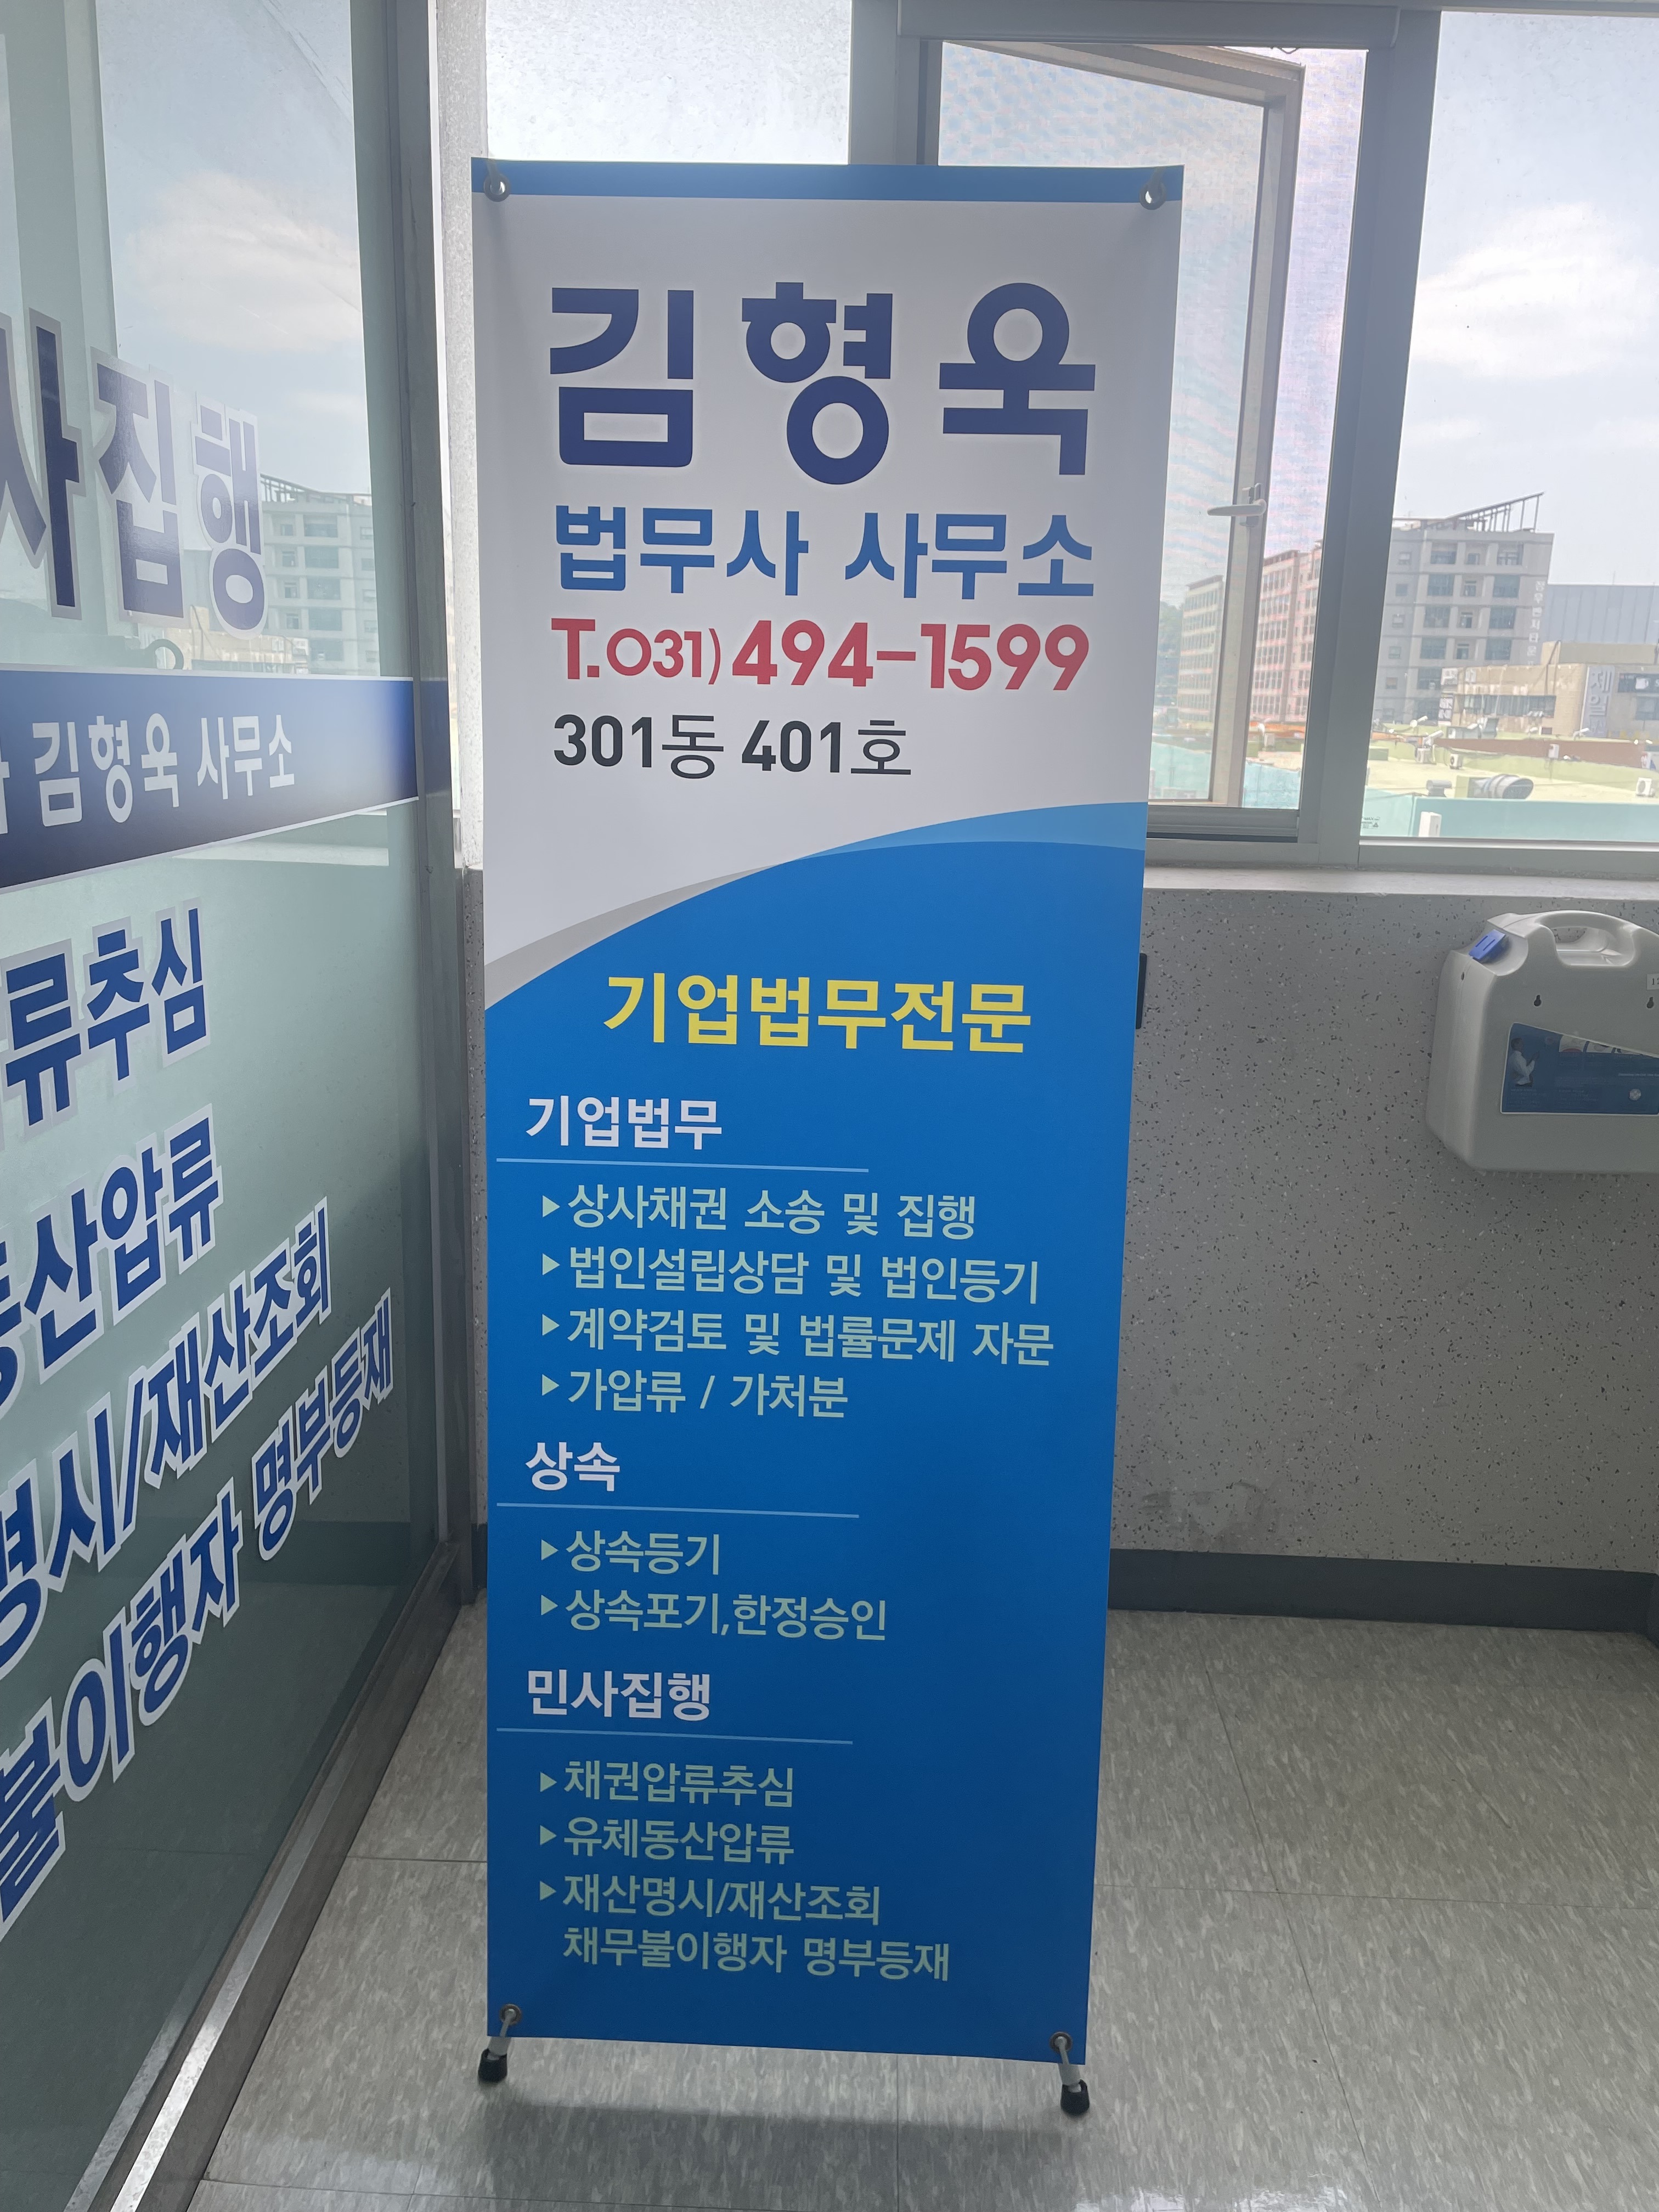 김형욱
법무사 사무소
T.031)494-1599
301동 401호
기업법무전문
기업법무
▸상사채권 소송 및 집행
▸법인설립상담 및 법인등기
▸계약검토 및 법률문제 자문
▸가압류 / 가처분
상속
▸상속등기
▸상속포기,한정승인
민사집행
▸채권압류추심
▸유체동산압류
▸재산명시/재산조회
채무불이행자 명부등재
사집행
김형욱 사무소
류추심
동산압류
명시/재산조회
불이행자 명부등재